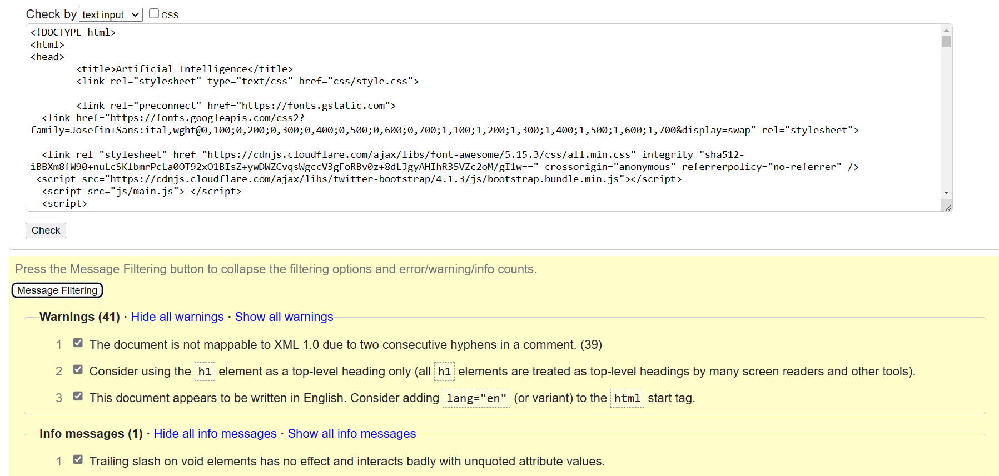 Check by text input CSS
<!DOCTYPE html>
<html>
<head>
<title>Artificial Intelligence</title>
<link rel="stylesheet" type="text/css" href="css/style.css">
<link rel="preconnect" href="https://fonts.gstatic.com">
<link href="https://fonts.googleapis.com/css2?
family=Josefin+Sans:ital,wght@0,100;0,200;0,300;0,400;0,500;0,600;0,700;1,100;1,200;1,300;1,400;1,500;1,600;1,700&display=swap" rel="stylesheet">
<link rel="stylesheet" href="https://cdnjs.cloudflare.com/ajax/libs/font-awesome/5.15.3/css/all.min.css" integrity="sha512-
iBBXm8fW90+nuLcSKlbmrPcLa0OT92xO1BIsZ+ywDWZCvqsWgccV3gFoRBv0z+8dLJgyAHIhR35VZc2oM/gI1w==" crossorigin="anonymous" referrerpolicy="no-referrer" />
<script src="https://cdnjs.cloudflare.com/ajax/libs/twitter-bootstrap/4.1.3/js/bootstrap.bundle.min.js"></script>
<script src="js/main.js"> </script>
<script>
Check
Press the Message Filtering button to collapse the filtering options and error/warning/info counts.
Message Filtering
Warnings (41) · Hide all warnings · Show all warnings
1 The document is not mappable to XML 1.0 due to two consecutive hyphens in a comment. (39)
2 Consider using the h1 element as a top-level heading only (all h1 elements are treated as top-level headings by many screen readers and other tools).
3 This document appears to be written in English. Consider adding lang="en" (or variant) to the html start tag.
Info messages (1) · Hide all info messages · Show all info messages
1 Trailing slash on void elements has no effect and interacts badly with unquoted attribute values.